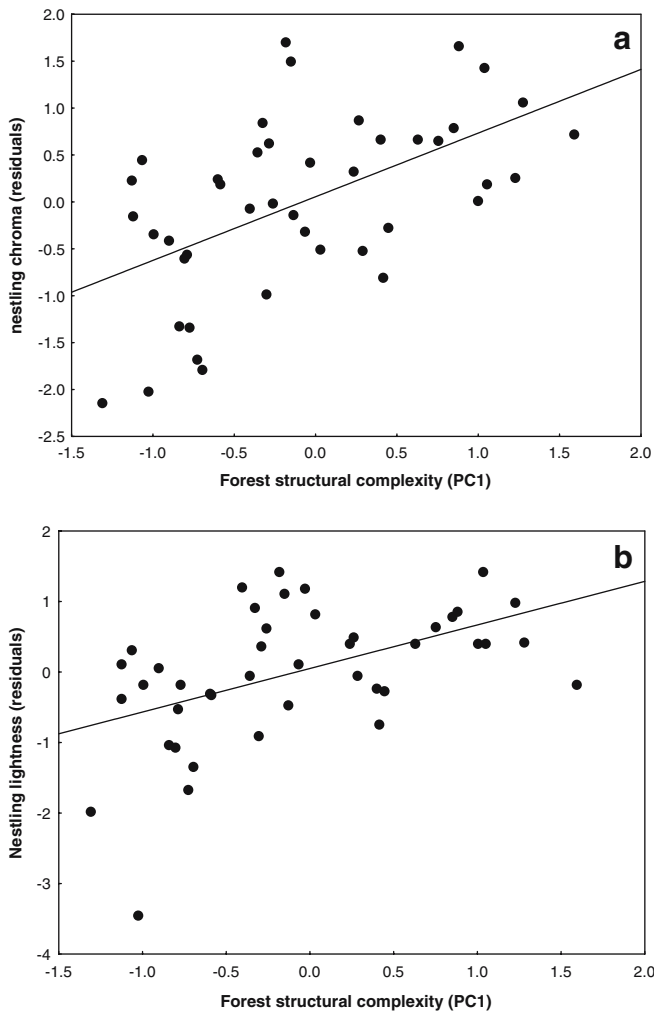 2.0
a
1.5
1.0
0.5
0.0
-0.5
-1.0
-1.5
-2.0
-2.5
nestling chroma (residuals)
-1.5 -1.0 -0.5 0.0 0.5 1.0 1.5 2.0
Forest structural complexity (PC1)
2
b
1
0
-1
-2
-3
-4
Nestling lightness (residuals)
-1.5 -1.0 -0.5 0.0 0.5 1.0 1.5 2.0
Forest structural complexity (PC1)